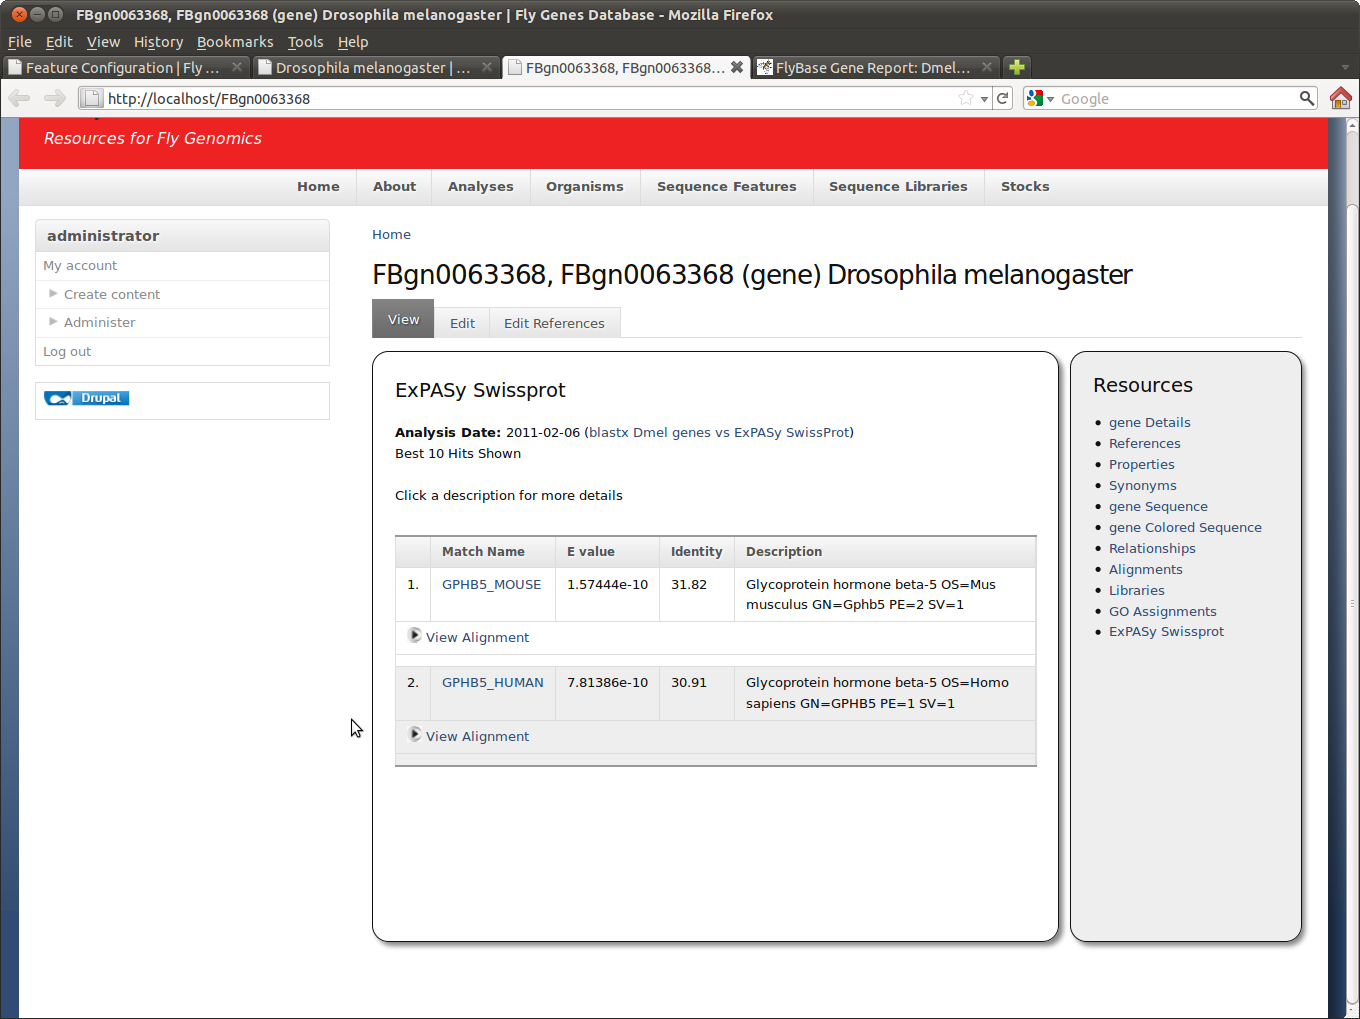 FBgn0063368, FBgn0063368 (gene) Drosophila melanogaster | Fly Genes Database - Mozilla Firefox
File Edit View History Bookmarks Tools Help
Feature Configuration | Fly ... Drosophila melanogaster | ... FBgn0063368, FBgn0063368... FlyBase Gene Report: Dmel...
http://localhost/FBgn0063368 Google
Resources for Fly Genomics
Home About Analyses Organisms Sequence Features Sequence Libraries Stocks
administrator
My account
Create content
Administer
Log out
Drupal
Home
FBgn0063368, FBgn0063368 (gene) Drosophila melanogaster
View Edit Edit References
ExPASy Swissprot
Analysis Date: 2011-02-06 (blastx Dmel genes vs ExPASy SwissProt)
Best 10 Hits Shown
Click a description for more details
Match Name E value Identity Description
1. GPHB5_MOUSE 1.57444e-10 31.82 Glycoprotein hormone beta-5 OS=Mus
musculus GN=Gphb5 PE=2 SV=1
View Alignment
2. GPHB5_HUMAN 7.81386e-10 30.91 Glycoprotein hormone beta-5 OS=Homo
sapiens GN=GPHB5 PE=1 SV=1
View Alignment
Resources
gene Details
References
Properties
Synonyms
gene Sequence
gene Colored Sequence
Relationships
Alignments
Libraries
GO Assignments
ExPASy Swissprot